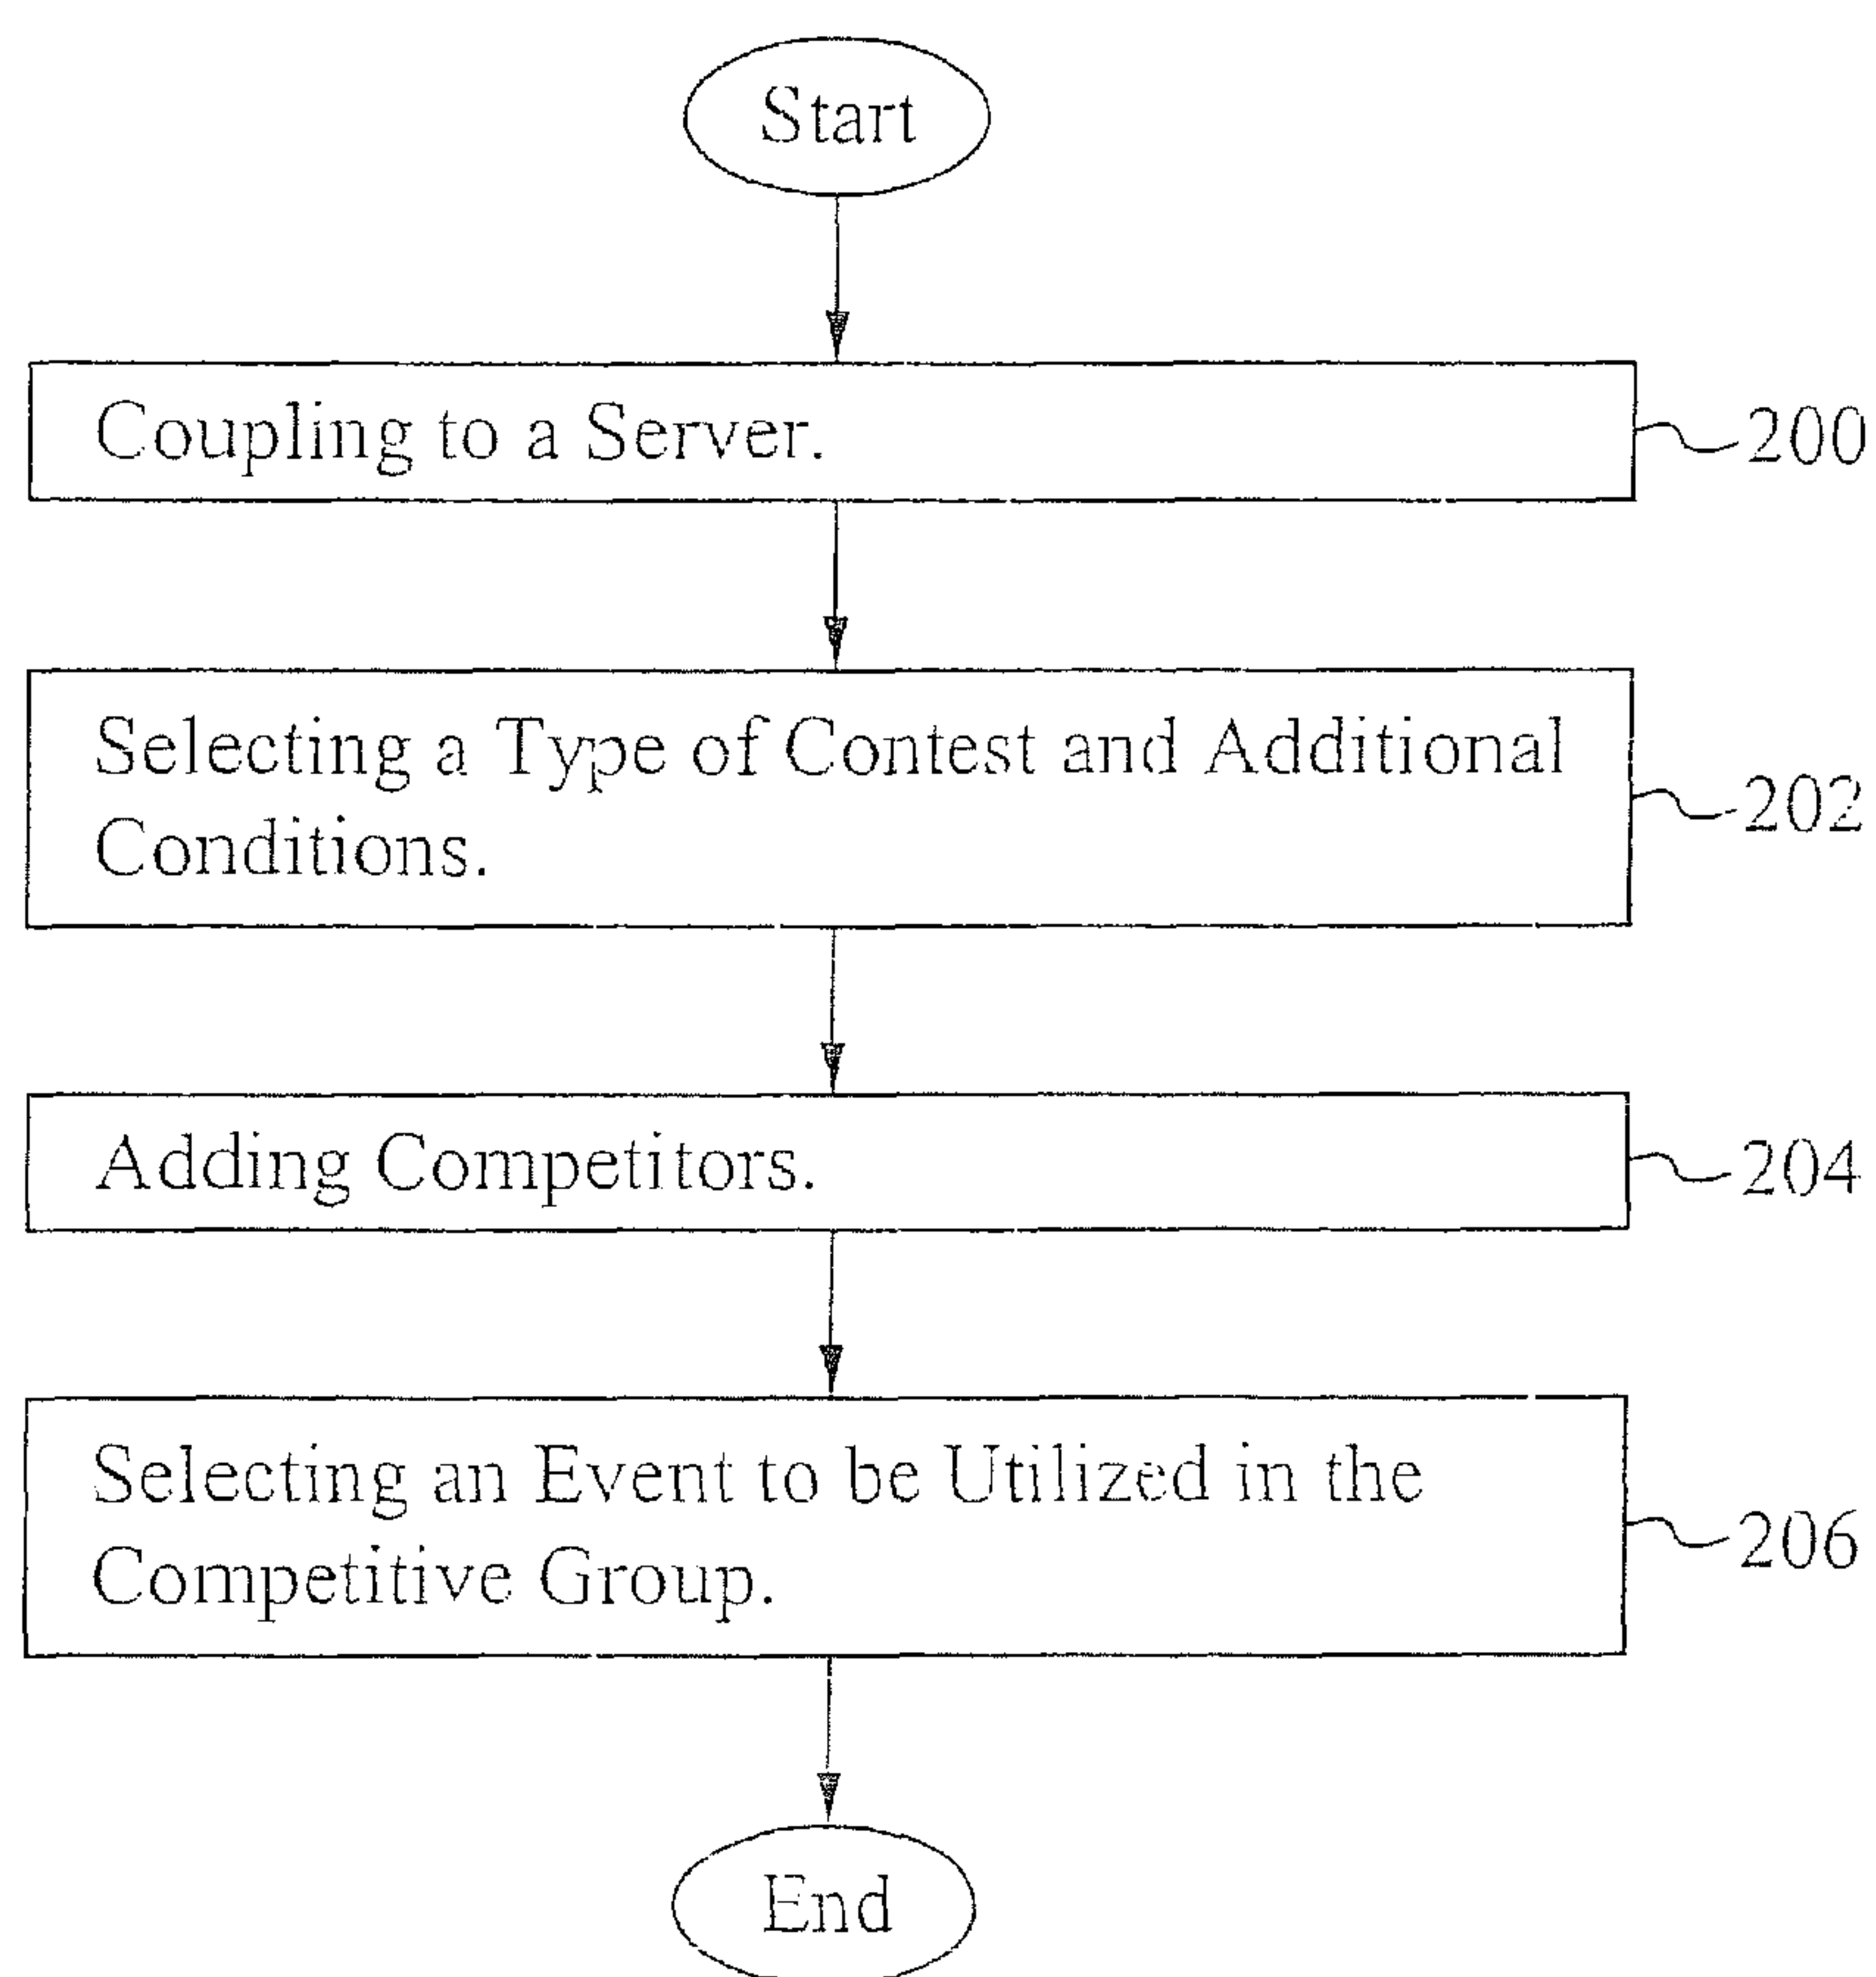 Start
Coupling to a Server.
200
Selecting a Type of Contest and Additional
Conditions.
202
Adding Competitors.
204
Selecting an Event to be Utilized in the
Competitive Group.
206
End